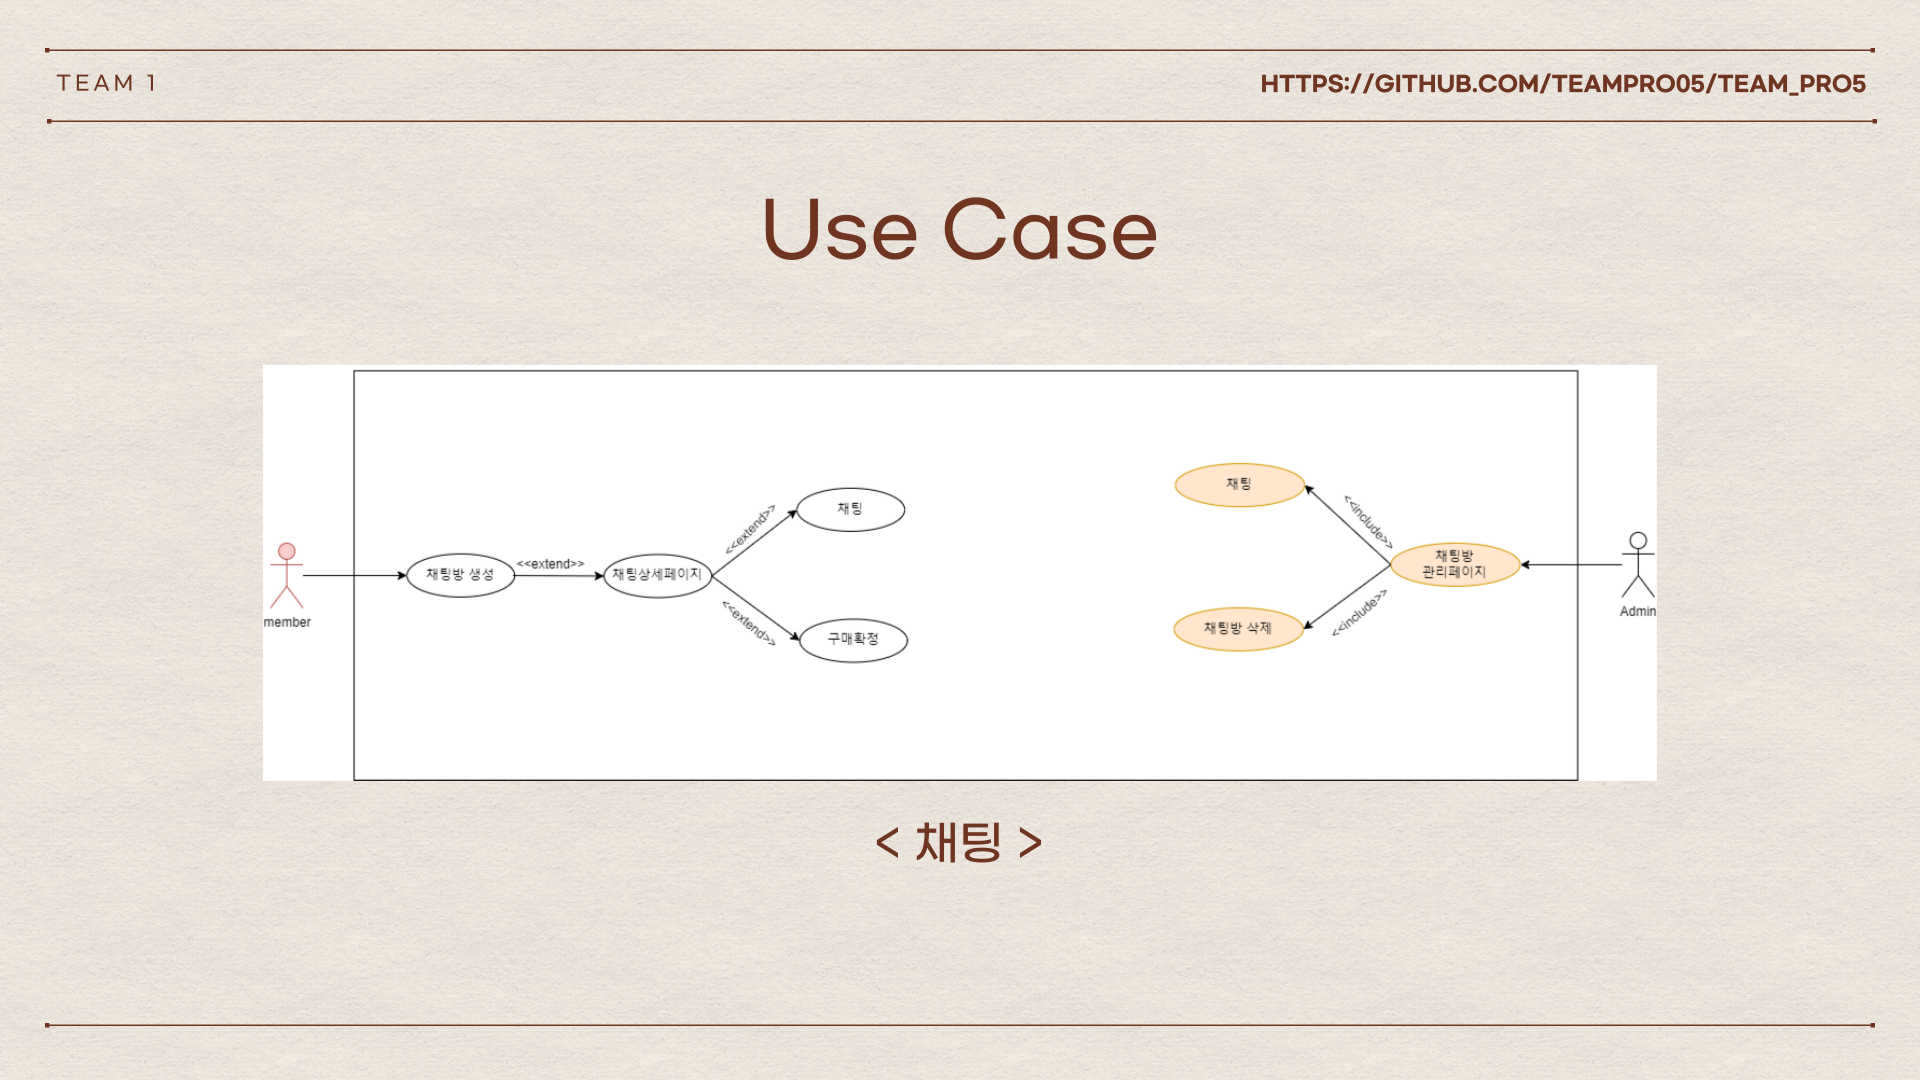 TEAM 1
HTTPS://GITHUB.COM/TEAMPRO05/TEAM_PRO5
Use Case
member
채팅방 생성
<<extend>>
채팅상세페이지
<<extend>>
채팅
<<extend>>
구매확정
채팅
<<include>>
채팅방
관리페이지
채팅방 삭제
<<include>>
Admin
< 채팅 >